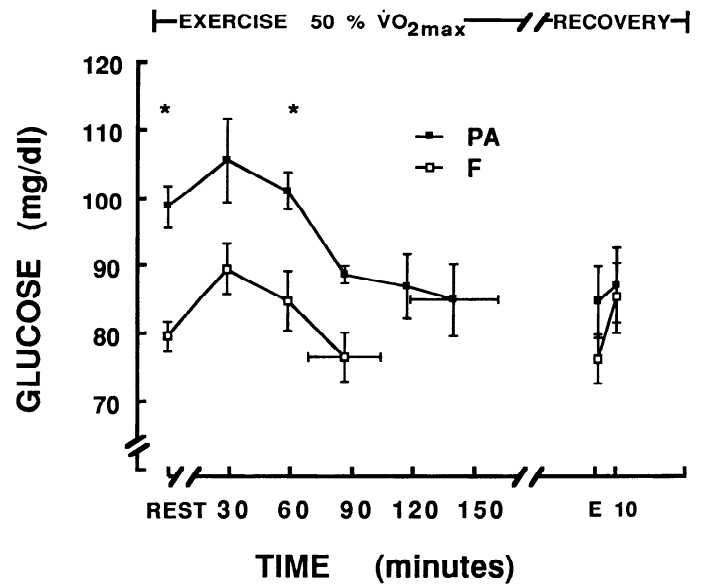 EXERCISE 50 % V̇O2max RECOVERY
120
110
100
90
80
70
* *
PA
F
GLUCOSE (mg/dl)
REST 30 60 90 120 150 E 10
TIME (minutes)